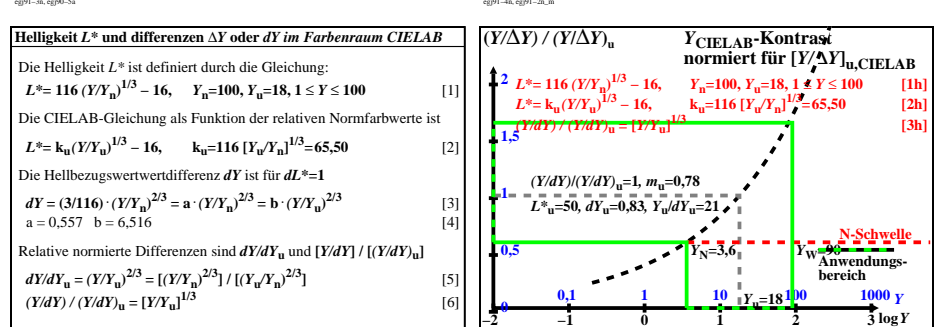 egj91−3n, egj90−5a
Helligkeit L* und differenzen ΔY oder dY im Farbenraum CIELAB
Die Helligkeit L* ist definiert durch die Gleichung:
L*= 116 (Y/Yn)1/3 – 16, Yn=100, Yu=18, 1 ≤ Y ≤ 100 [1]
Die CIELAB-Gleichung als Funktion der relativen Normfarbwerte ist
L*= ku(Y/Yu)1/3 – 16, ku=116 [Yu/Yn]1/3=65,50 [2]
Die Hellbezugswertwertdifferenz dY ist für dL*=1
dY = (3/116)·(Y/Yn)2/3 = a·(Y/Yn)2/3 = b·(Y/Yu)2/3 [3]
a = 0,557 b = 6,516 [4]
Relative normierte Differenzen sind dY/dYu und [Y/dY] / [(Y/dY)u]
dY/dYu = (Y/Yu)2/3 = [(Y/Yn)2/3] / [(Yu/Yn)2/3] [5]
(Y/dY) / (Y/dY)u = [Y/Yu]1/3 [6]
egj91−4n, egj91−2n_m
(Y/ΔY) / (Y/ΔY)u YCIELAB-Kontrast
normiert für [Y/ΔY]u,CIELAB
2 L*= 116 (Y/Yn)1/3 – 16, Yn=100, Yu=18, 1 ≤ Y ≤ 100 [1h]
L*= ku(Y/Yu)1/3 – 16, ku=116 [Yu/Yn]1/3=65,50 [2h]
(Y/dY) / (Y/dY)u = [Y/Yu]1/3 [3h]
1,5
(Y/dY)/(Y/dY)u=1, mu=0,78
1
L*u=50, dYu=0,83, Yu/dYu=21
N-Schwelle
0,5 YN=3,6 YW=90
Anwendungs-
bereich
0 0,1 1 10 Yu=18 100 1000 Y
−2 −1 0 1 2 3 log Y